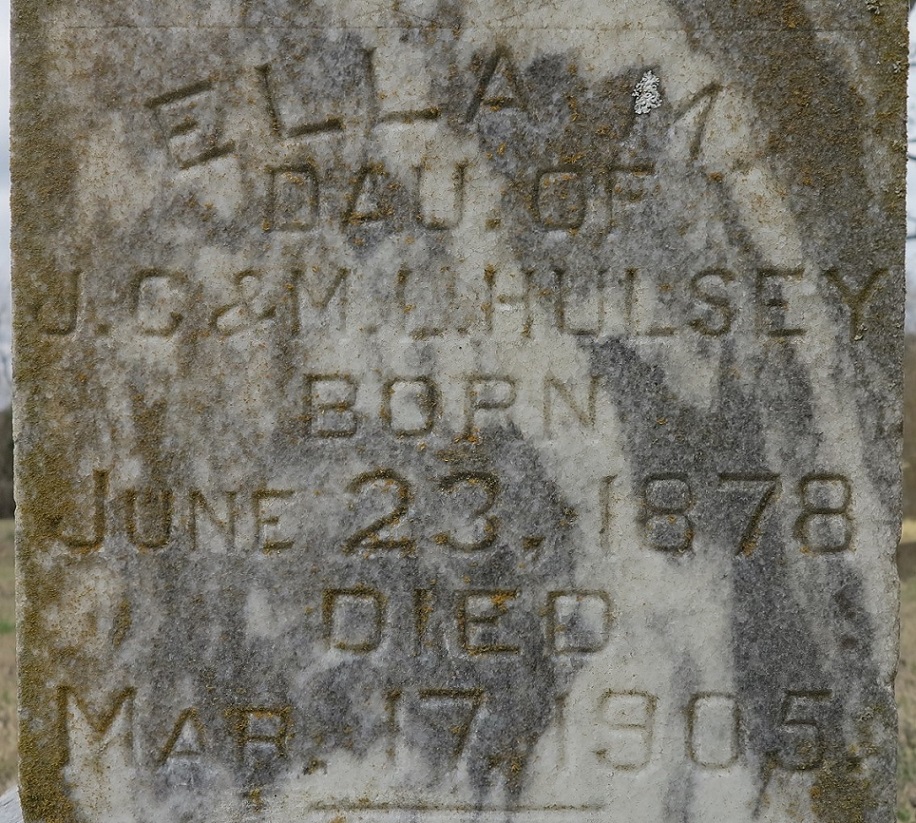 ELLA M
DAU. OF
J. C. & M. L. HULSEY
BORN
JUNE 23, 1878
DIED
MAR. 17, 1905.